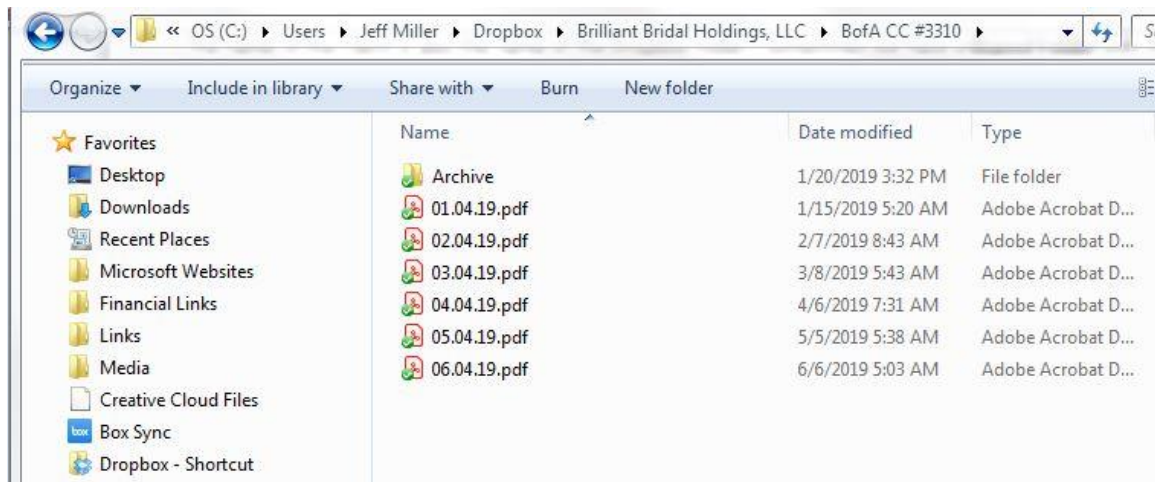 « OS (C:) ▸ Users ▸ Jeff Miller ▸ Dropbox ▸ Brilliant Bridal Holdings, LLC ▸ BofA CC #3310 ▸
Organize ▾ Include in library ▾ Share with ▾ Burn New folder
Favorites
Desktop
Downloads
Recent Places
Microsoft Websites
Financial Links
Links
Media
Creative Cloud Files
Box Sync
Dropbox - Shortcut
Name Date modified Type
Archive 1/20/2019 3:32 PM File folder
01.04.19.pdf 1/15/2019 5:20 AM Adobe Acrobat D...
02.04.19.pdf 2/7/2019 8:43 AM Adobe Acrobat D...
03.04.19.pdf 3/8/2019 5:43 AM Adobe Acrobat D...
04.04.19.pdf 4/6/2019 7:31 AM Adobe Acrobat D...
05.04.19.pdf 5/5/2019 5:38 AM Adobe Acrobat D...
06.04.19.pdf 6/6/2019 5:03 AM Adobe Acrobat D...